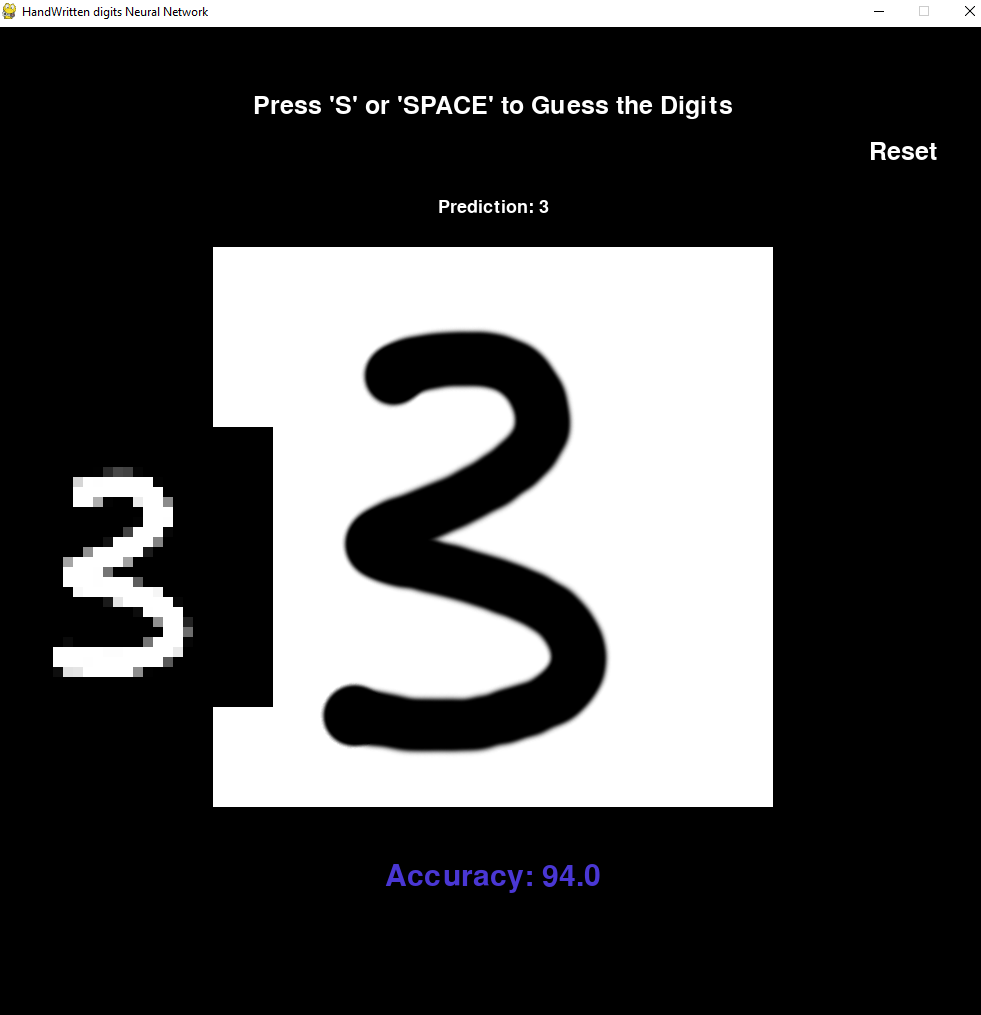 HandWritten digits Neural Network
Press 'S' or 'SPACE' to Guess the Digits
Reset
Prediction: 3
3
3
Accuracy: 94.0